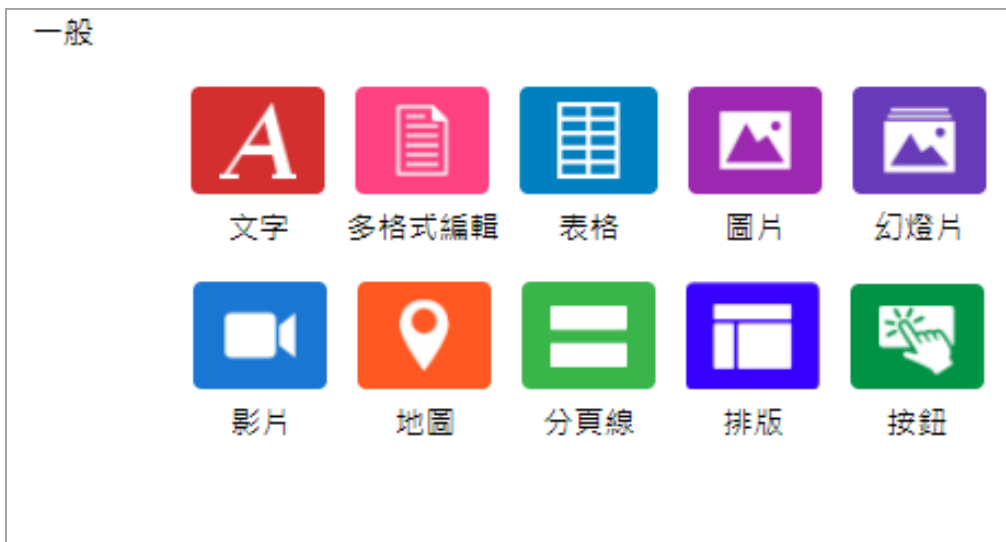 一般
文字 多格式編輯 表格 圖片 幻燈片
影片 地圖 分頁線 排版 按鈕